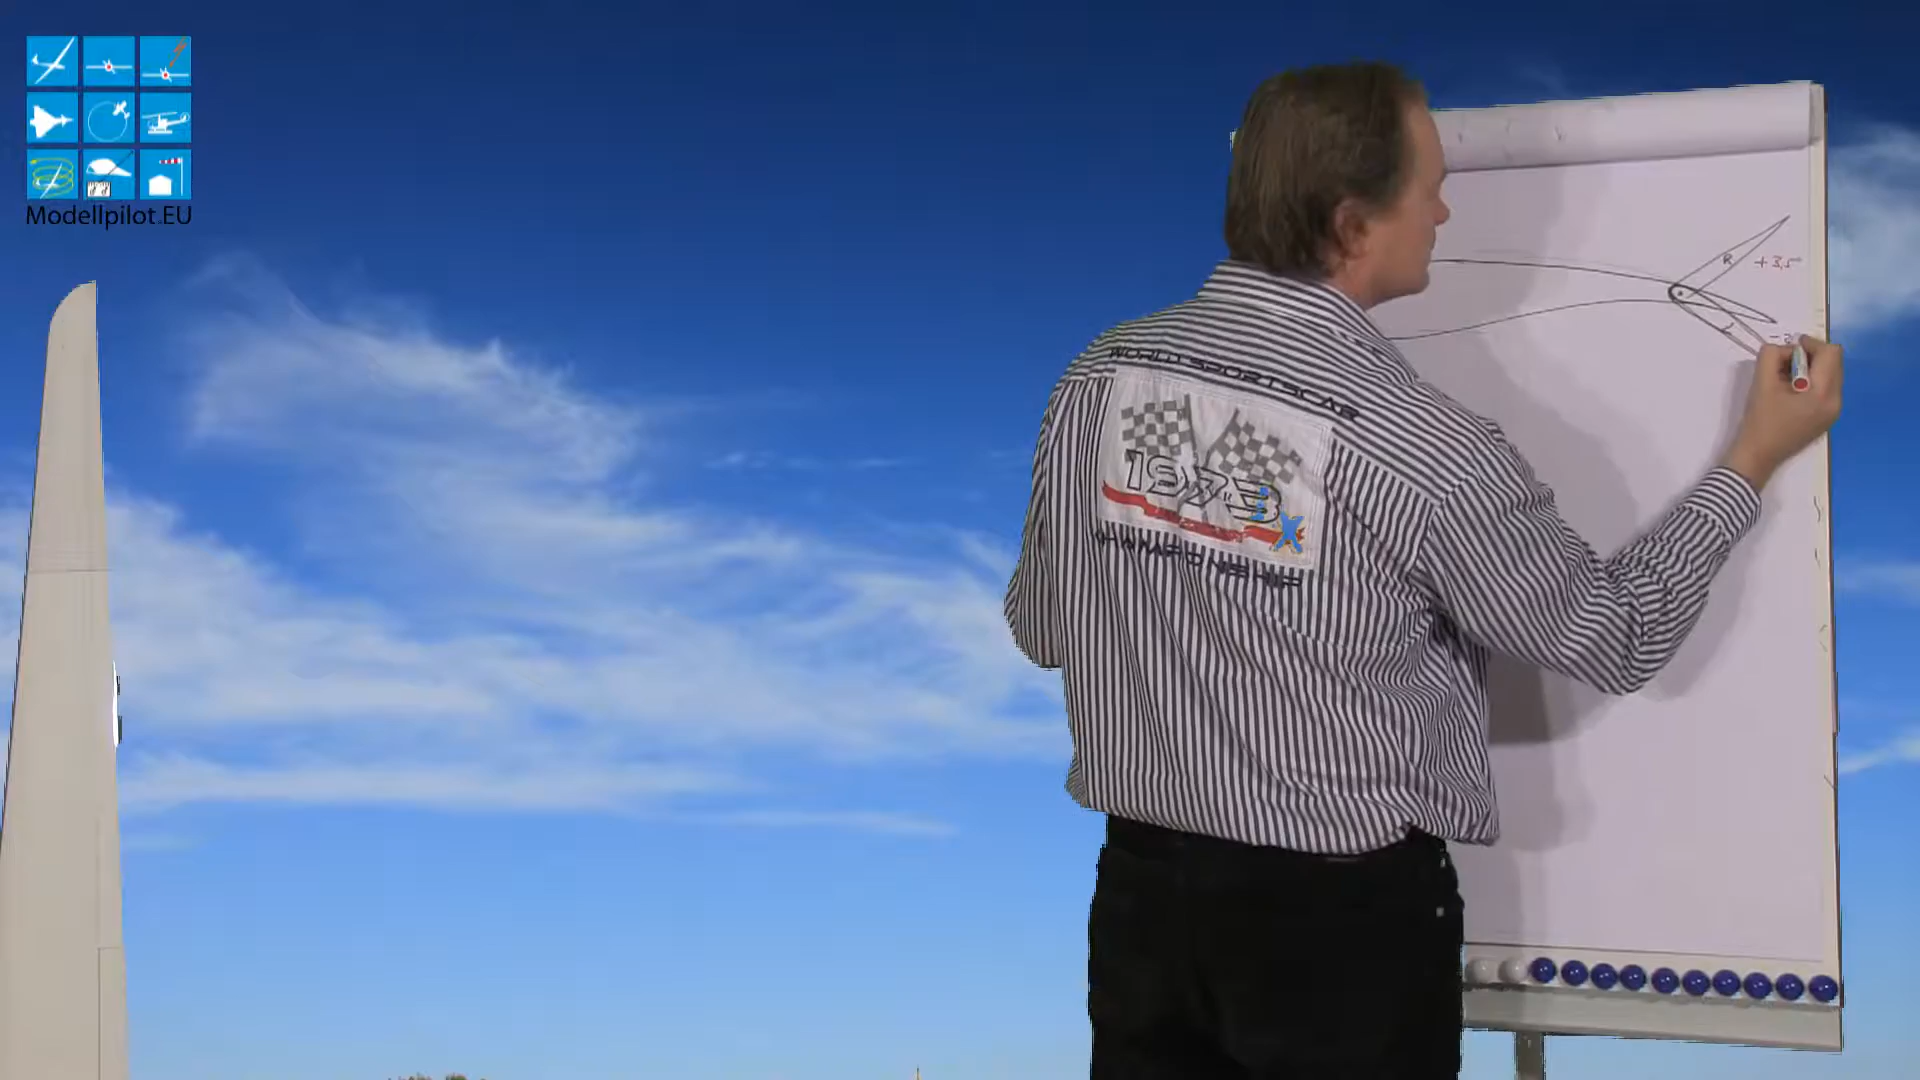 Modellpilot.EU
R
+3,5°
L
WORLD SPORTSCAR
1973
CHAMPIONSHIP